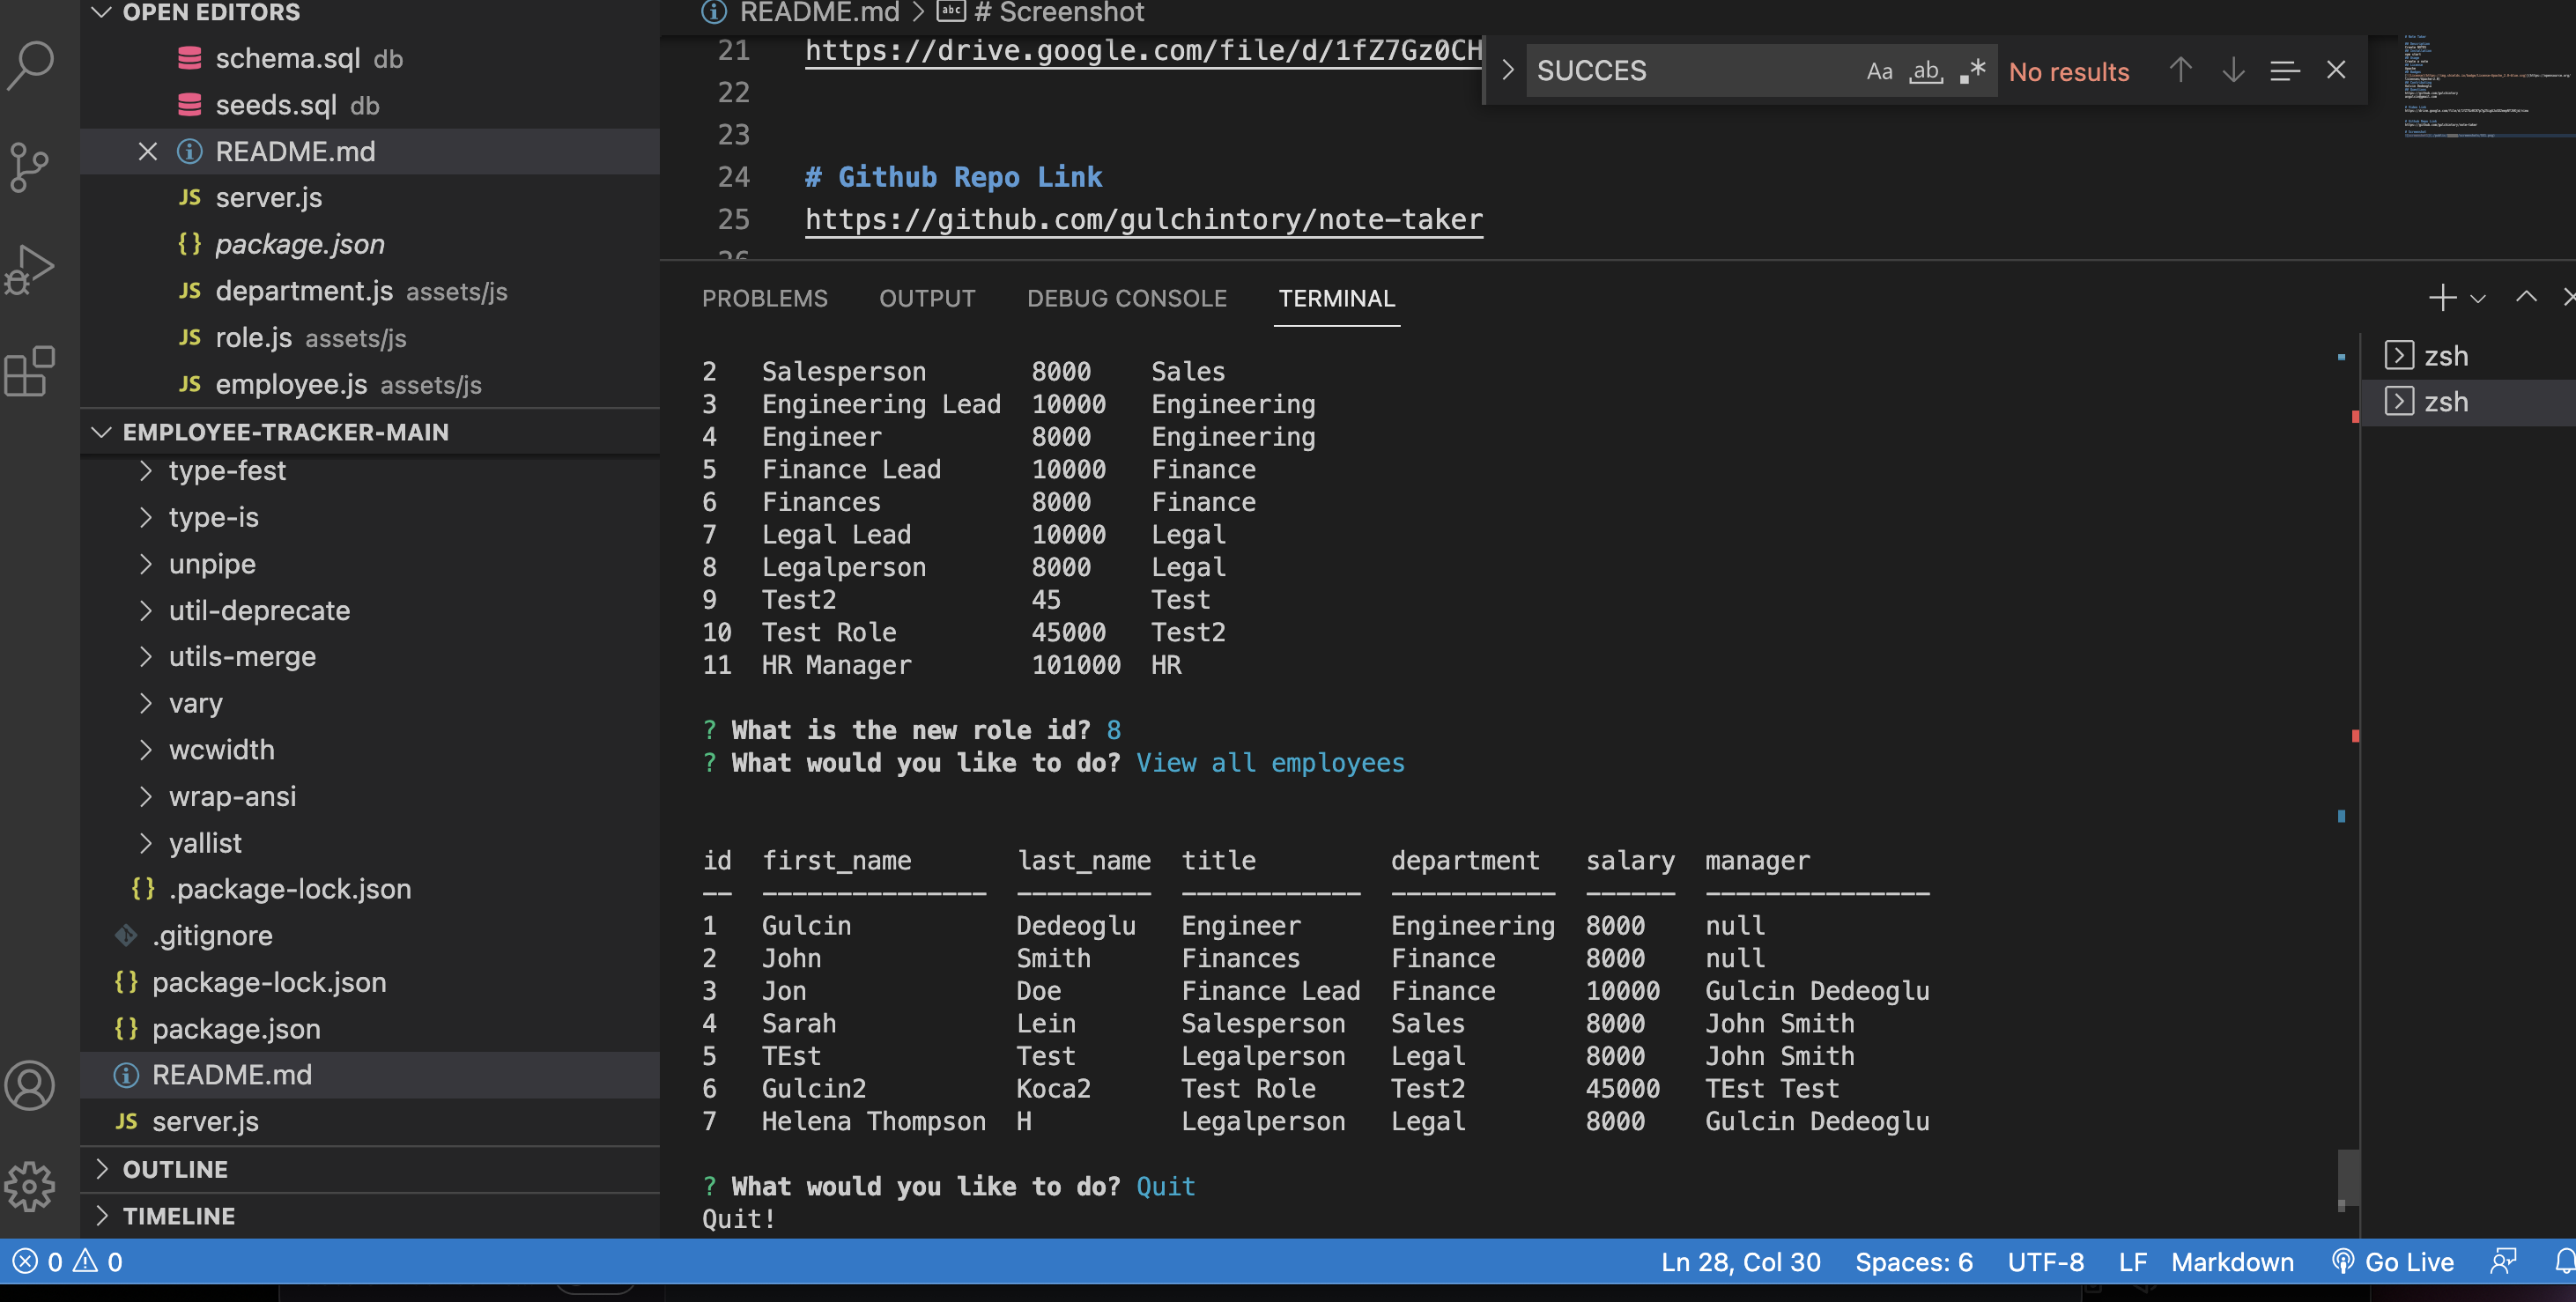 OPEN EDITORS
schema.sql db
seeds.sql db
README.md
JS server.js
{} package.json
JS department.js assets/js
JS role.js assets/js
JS employee.js assets/js
EMPLOYEE-TRACKER-MAIN
type-fest
type-is
unpipe
util-deprecate
utils-merge
vary
wcwidth
wrap-ansi
yallist
{} .package-lock.json
.gitignore
{} package-lock.json
{} package.json
README.md
JS server.js
OUTLINE
TIMELINE
README.md > abc # Screenshot
21 https://drive.google.com/file/d/1fZ7Gz0CH
22
23
24 # Github Repo Link
25 https://github.com/gulchintory/note-taker
26
SUCCES Aa ab .* No results
PROBLEMS OUTPUT DEBUG CONSOLE TERMINAL
2 Salesperson 8000 Sales
3 Engineering Lead 10000 Engineering
4 Engineer 8000 Engineering
5 Finance Lead 10000 Finance
6 Finances 8000 Finance
7 Legal Lead 10000 Legal
8 Legalperson 8000 Legal
9 Test2 45 Test
10 Test Role 45000 Test2
11 HR Manager 101000 HR
? What is the new role id? 8
? What would you like to do? View all employees
id first_name last_name title department salary manager
-- --------------- --------- ------------ ----------- ------ ---------------
1 Gulcin Dedeoglu Engineer Engineering 8000 null
2 John Smith Finances Finance 8000 null
3 Jon Doe Finance Lead Finance 10000 Gulcin Dedeoglu
4 Sarah Lein Salesperson Sales 8000 John Smith
5 TEst Test Legalperson Legal 8000 John Smith
6 Gulcin2 Koca2 Test Role Test2 45000 TEst Test
7 Helena Thompson H Legalperson Legal 8000 Gulcin Dedeoglu
? What would you like to do? Quit
Quit!
zsh
zsh
0 0 Ln 28, Col 30 Spaces: 6 UTF-8 LF Markdown Go Live